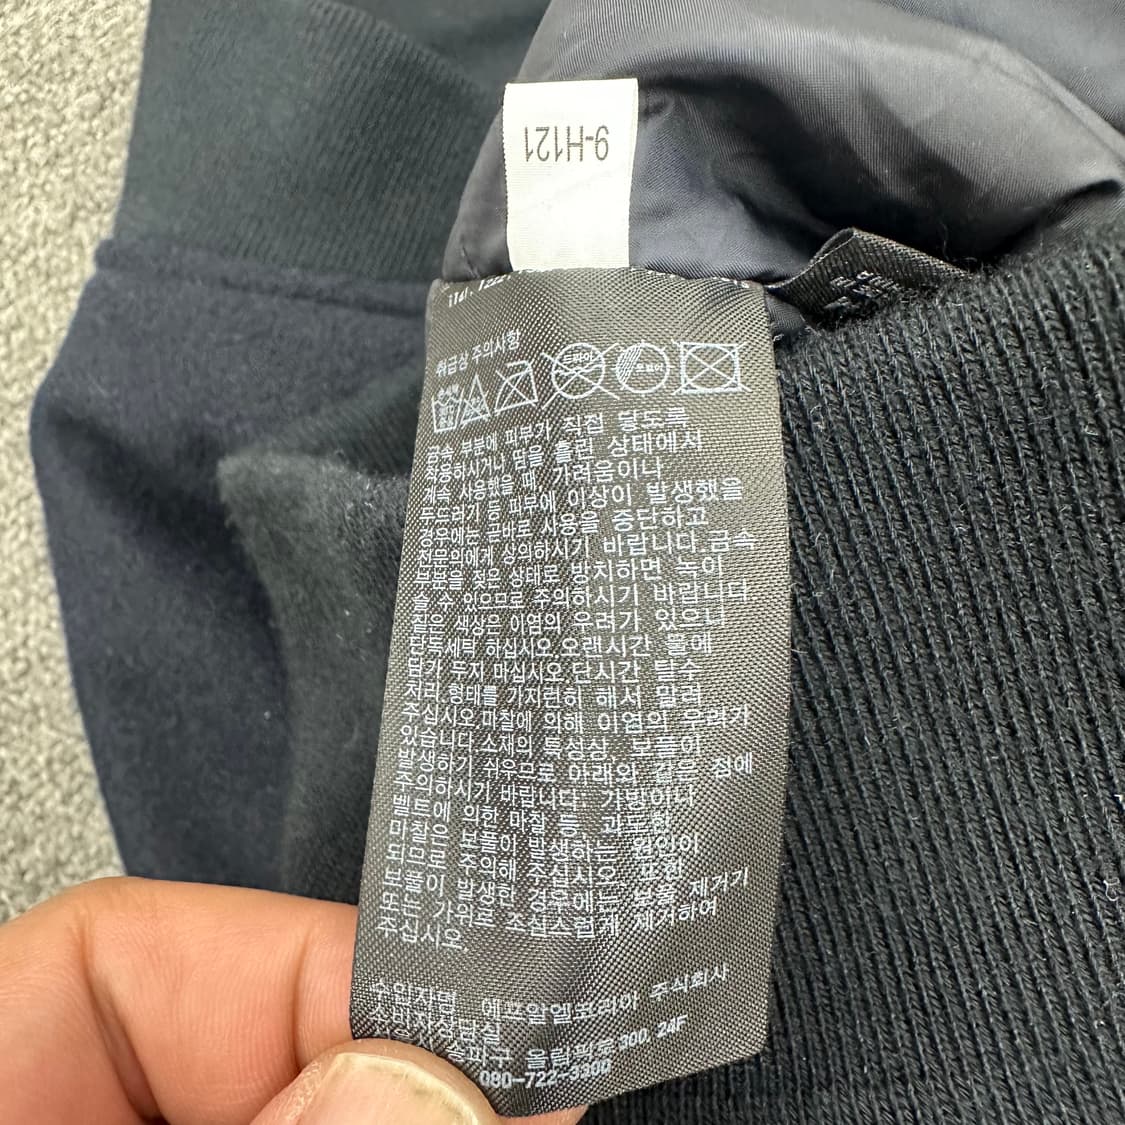 9-H121
취급상 주의사항
드라이
드라이
금속 부분에 피부가 직접 닿도록
착용하시거나 땀을 흘린 상태에서
계속 사용했을 때, 가려움이나
두드러기 등 피부에 이상이 발생했을
경우에는 곧바로 사용을 중단하고
전문의에게 상의하시기 바랍니다.금속
부분을 젖은 상태로 방치하면 녹이
슬 수 있으므로 주의하시기 바랍니다
짙은 색상은 이염의 우려가 있으니
단독세탁 하십시오.오랜시간 물에
담가 두지 마십시오.단시간 탈수
처리, 형태를 가지런히 해서 말려
주십시오.마찰에 의해 이염의 우려가
있습니다.소재의 특성상, 보풀이
발생하기 쉬우므로 아래와 같은 점에
주의하시기 바랍니다. 가방이나
벨트에 의한 마찰 등, 과도한
마찰은 보풀이 발생하는 원인이
되므로 주의해 주십시오. 또한
보풀이 발생한 경우에는 보풀 제거기
또는 가위로 조심스럽게 제거하여
주십시오.
수입자명 에프알엘코리아 주식회사
소비자상담실
송파구 올림픽로 300, 24F
080-722-3300